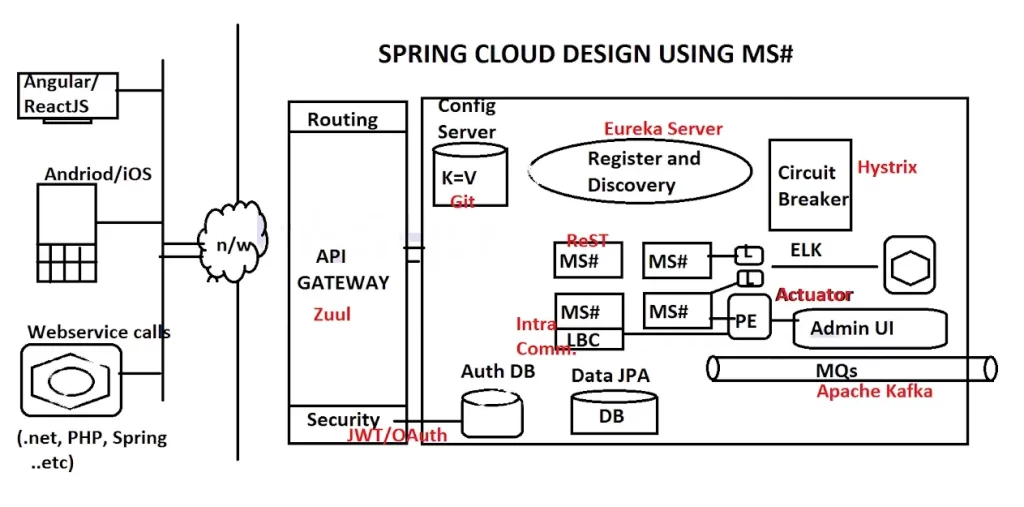 SPRING CLOUD DESIGN USING MS#
Angular/
ReactJS
Andriod/iOS
n/w
Webservice calls
(.net, PHP, Spring
..etc)
Routing
API
GATEWAY
Zuul
Security
JWT/OAuth
Config
Server
K=V
Git
Eureka Server
Register and
Discovery
Circuit
Breaker
Hystrix
ReST
MS#
MS#
L
ELK
L
MS#
LBC
Intra
Comm.
MS#
PE
Actuator
Admin UI
MQs
Apache Kafka
Auth DB
Data JPA
DB